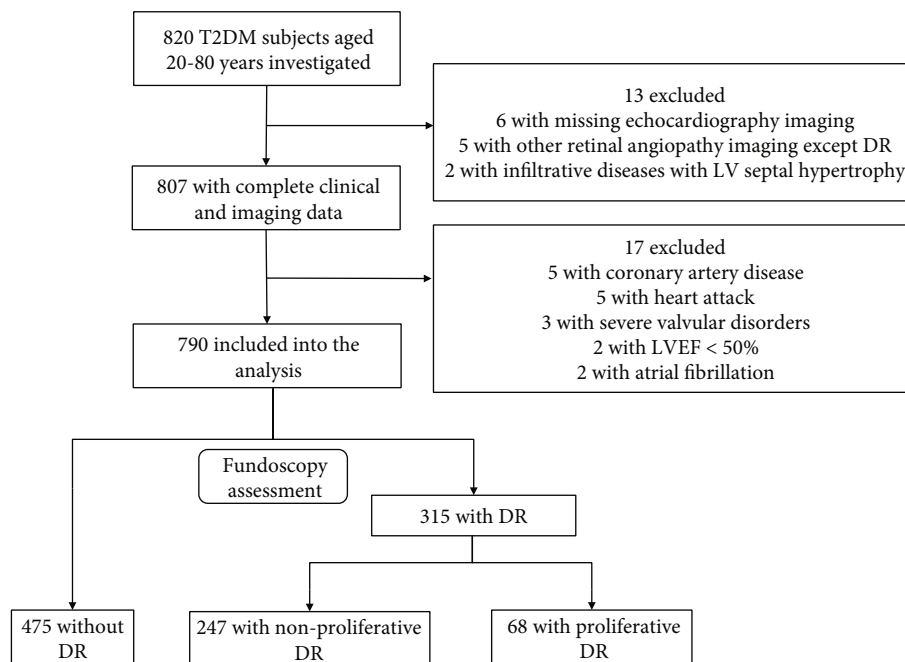 820 T2DM subjects aged
20-80 years investigated
13 excluded
6 with missing echocardiography imaging
5 with other retinal angiopathy imaging except DR
2 with infiltrative diseases with LV septal hypertrophy
807 with complete clinical
and imaging data
17 excluded
5 with coronary artery disease
5 with heart attack
3 with severe valvular disorders
2 with LVEF < 50%
2 with atrial fibrillation
790 included into the
analysis
Fundoscopy
assessment
315 with DR
475 without
DR
247 with non-proliferative
DR
68 with proliferative
DR